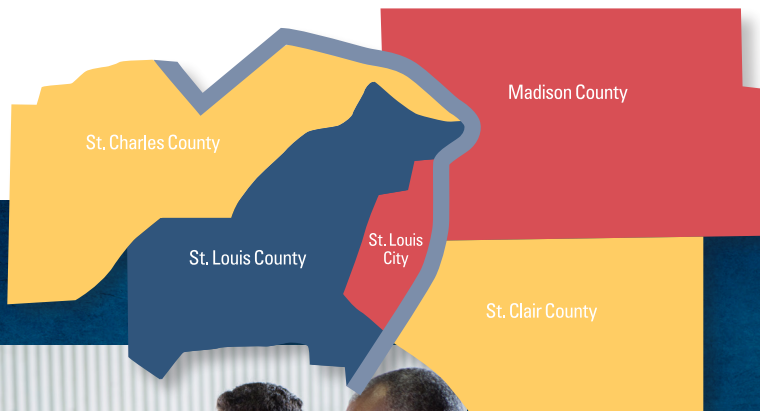 Madison County
St. Charles County
St. Louis
City
St. Louis County
St. Clair County